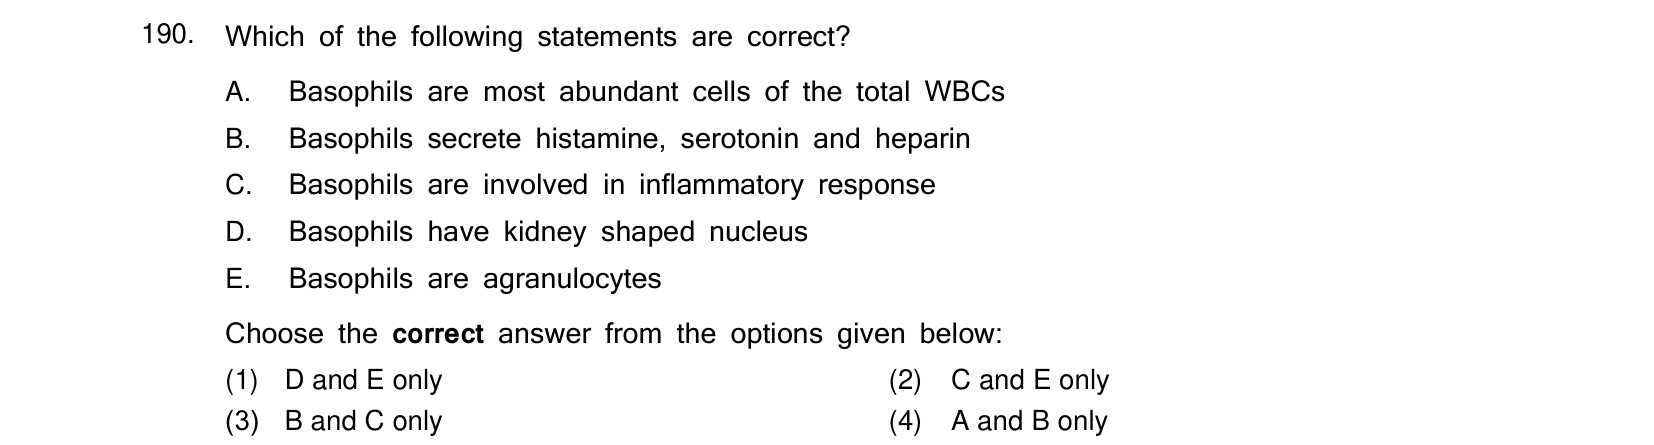 190. Which of the following statements are correct?
A. Basophils are most abundant cells of the total WBCs
B. Basophils secrete histamine, serotonin and heparin
C. Basophils are involved in inflammatory response
D. Basophils have kidney shaped nucleus
E. Basophils are agranulocytes
Choose the correct answer from the options given below:
(1) D and E only (2) C and E only
(3) B and C only (4) A and B only